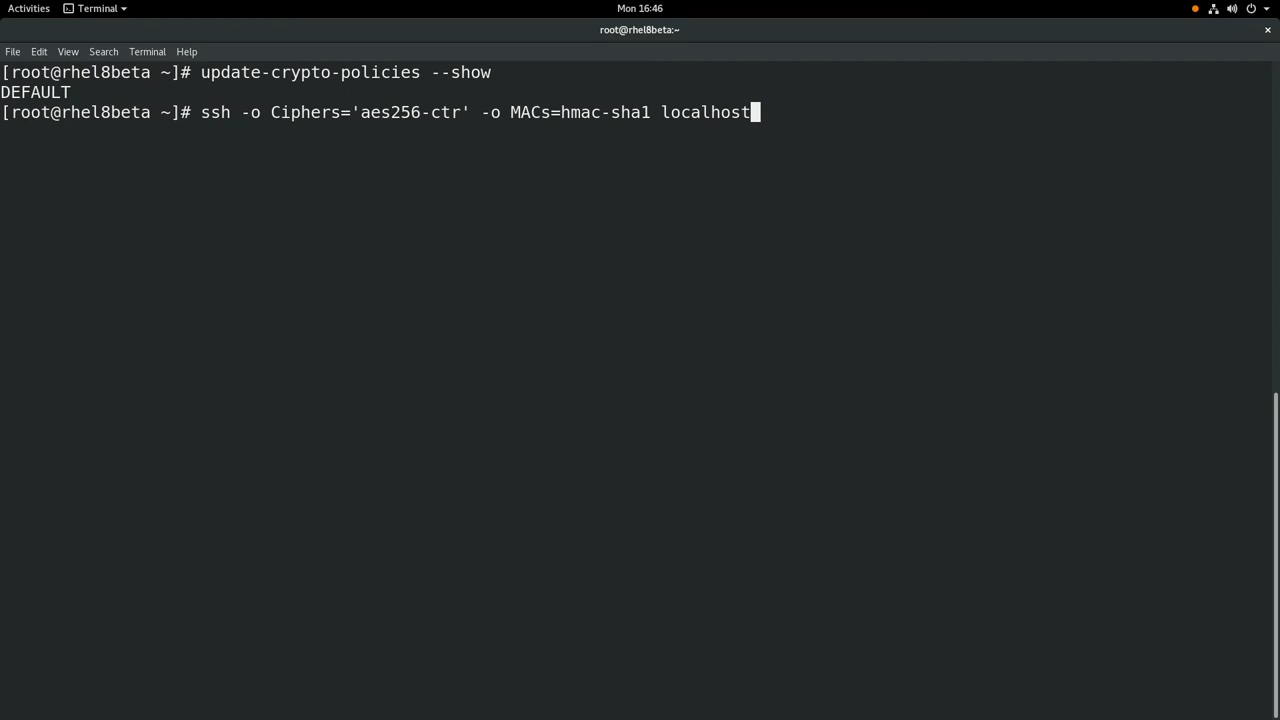 Activities Terminal Mon 16:46
root@rhel8beta:~ ×
File Edit View Search Terminal Help
[root@rhel8beta ~]# update-crypto-policies --show
DEFAULT
[root@rhel8beta ~]# ssh -o Ciphers='aes256-ctr' -o MACs=hmac-sha1 localhost